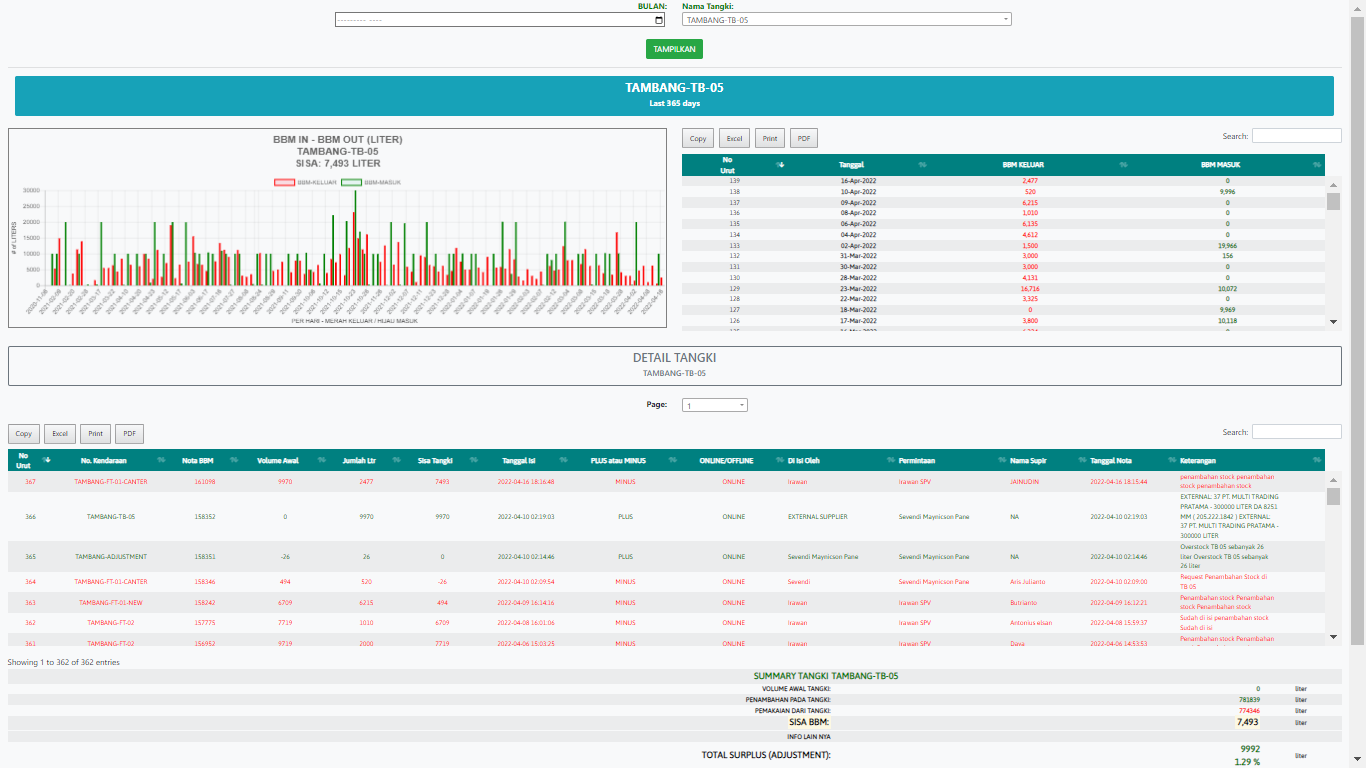 BULAN:
Nama Tangki:
--------- ----
TAMBANG-TB-05
TAMPILKAN
TAMBANG-TB-05
Last 365 days
BBM IN - BBM OUT (LITER)
TAMBANG-TB-05
SISA: 7,493 LITER
BBM-KELUAR BBM-MASUK
30000
25000
20000
15000
10000
5000
0
# of LITERS
PER HARI - MERAH KELUAR / HIJAU MASUK
Copy Excel Print PDF
Search:
No Urut Tanggal BBM KELUAR BBM MASUK
139 16-Apr-2022 2,477 0
138 10-Apr-2022 520 9,996
137 09-Apr-2022 6,215 0
136 08-Apr-2022 1,010 0
135 06-Apr-2022 6,135 0
134 04-Apr-2022 4,612 0
133 02-Apr-2022 1,500 19,966
132 31-Mar-2022 3,000 156
131 30-Mar-2022 3,000 0
130 28-Mar-2022 4,131 0
129 23-Mar-2022 16,716 10,072
128 22-Mar-2022 3,325 0
127 18-Mar-2022 0 9,969
126 17-Mar-2022 3,800 10,118
DETAIL TANGKI
TAMBANG-TB-05
Page: 1
Copy Excel Print PDF
Search:
No Urut No. Kendaraan Nota BBM Volume Awal Jumlah Ltr Sisa Tangki Tanggal Isi PLUS atau MINUS ONLINE/OFFLINE Di Isi Oleh Permintaan Nama Supir Tanggal Nota Keterangan
367 TAMBANG-FT-01-CANTER 161098 9970 2477 7493 2022-04-16 18:16:48 MINUS ONLINE Irawan Irawan SPV JAINUDIN 2022-04-16 18:15:44 penambahan stock penambahan
stock penambahan stock
366 TAMBANG-TB-05 158352 0 9970 9970 2022-04-10 02:19:03 PLUS ONLINE EXTERNAL SUPPLIER Sevendi Maynicson Pane NA 2022-04-10 02:19:03 EXTERNAL: 37 PT. MULTI TRADING
PRATAMA - 300000 LITER DA 8251
MM ( 205,222,1842 ) EXTERNAL:
37 PT. MULTI TRADING PRATAMA -
300000 LITER
365 TAMBANG-ADJUSTMENT 158351 -26 26 0 2022-04-10 02:14:46 PLUS ONLINE Sevendi Maynicson Pane Sevendi Maynicson Pane NA 2022-04-10 02:14:46 Overstock TB 05 sebanyak 26
liter Overstock TB 05 sebanyak
26 liter
364 TAMBANG-FT-01-CANTER 158346 494 520 -26 2022-04-10 02:09:54 MINUS ONLINE Sevendi Sevendi Maynicson Pane Aris Julianto 2022-04-10 02:09:00 Request Penambahan Stock di
TB 05
363 TAMBANG-FT-01-NEW 158242 6709 6215 494 2022-04-09 16:14:16 MINUS ONLINE Irawan Irawan SPV Butrianto 2022-04-09 16:12:21 Penambahan stock Penambahan
stock Penambahan stock
362 TAMBANG-FT-02 157775 7719 1010 6709 2022-04-08 16:01:06 MINUS ONLINE Irawan Irawan SPV Antonius eban 2022-04-08 15:59:37 Sudah di isi penambahan stock
Sudah di isi
361 TAMBANG-FT-02 156952 9719 2000 7719 2022-04-06 15:03:25 MINUS ONLINE Irawan Irawan SPV Dava 2022-04-06 14:53:53 Penambahan stock Penambahan
Showing 1 to 362 of 362 entries
SUMMARY TANGKI TAMBANG-TB-05
VOLUME AWAL TANGKI: 0 liter
PENAMBAHAN PADA TANGKI: 781839 liter
PEMAKAIAN DARI TANGKI: 774346 liter
SISA BBM: 7,493 liter
INFO LAIN NYA
TOTAL SURPLUS (ADJUSTMENT): 9992 liter
1.29 %